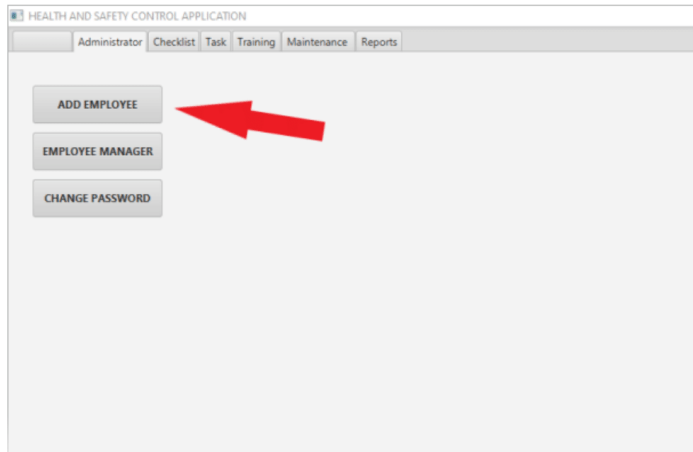 HEALTH AND SAFETY CONTROL APPLICATION
Administrator Checklist Task Training Maintenance Reports
ADD EMPLOYEE
EMPLOYEE MANAGER
CHANGE PASSWORD